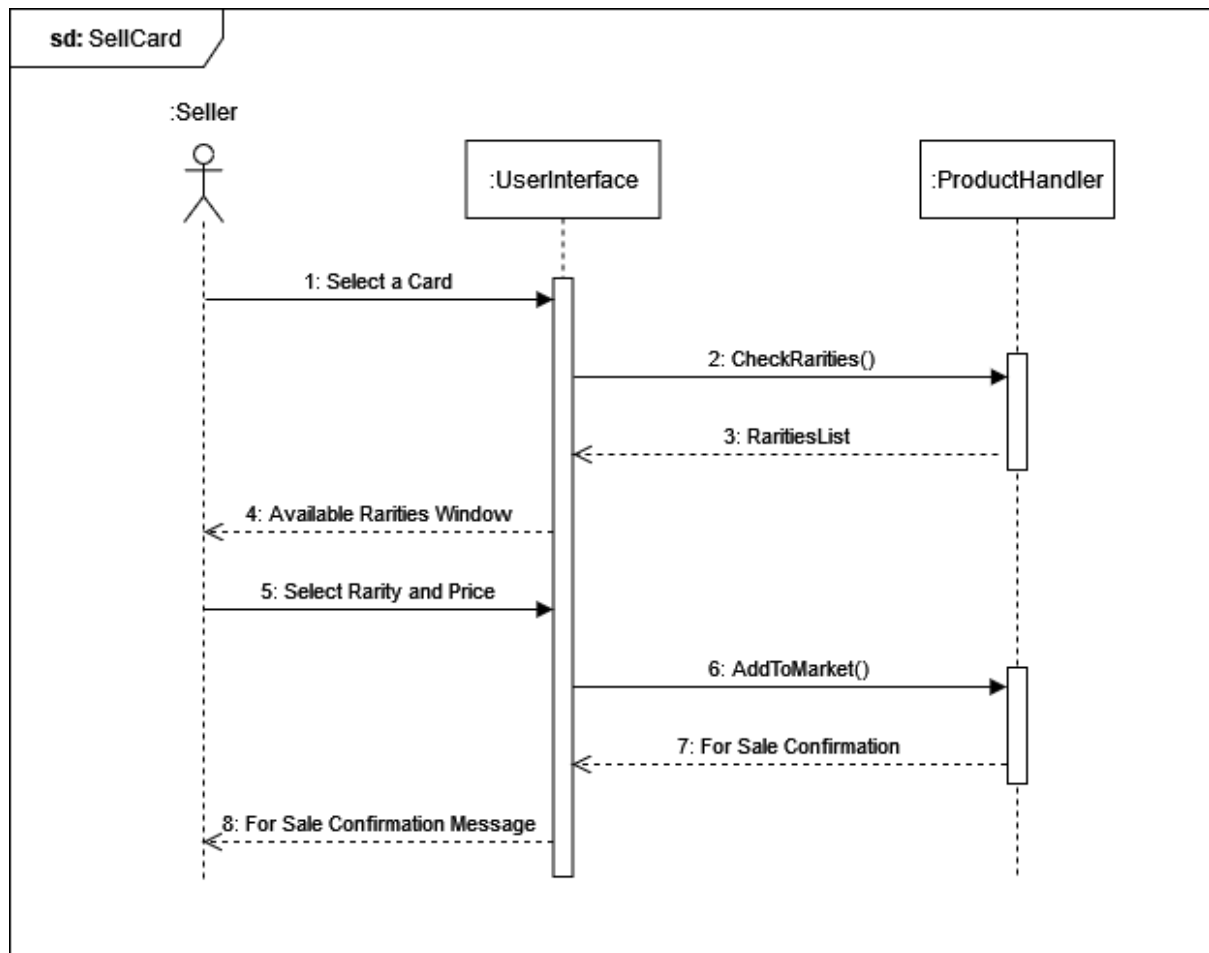 sd: SellCard
:Seller
:UserInterface
:ProductHandler
1: Select a Card
2: CheckRarities()
3: RaritiesList
4: Available Rarities Window
5: Select Rarity and Price
6: AddToMarket()
7: For Sale Confirmation
8: For Sale Confirmation Message